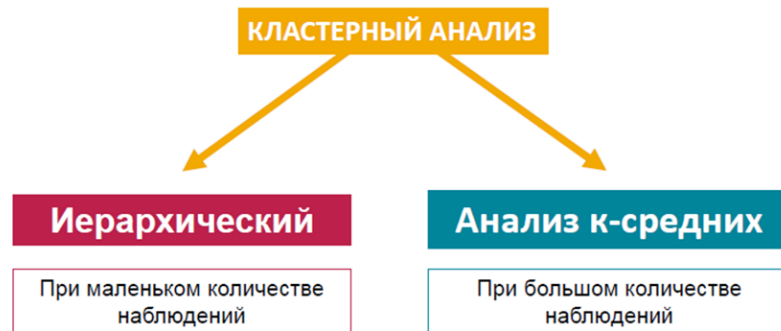 КЛАСТЕРНЫЙ АНАЛИЗ
Иерархический
Анализ к-средних
При маленьком количестве
наблюдений
При большом количестве
наблюдений